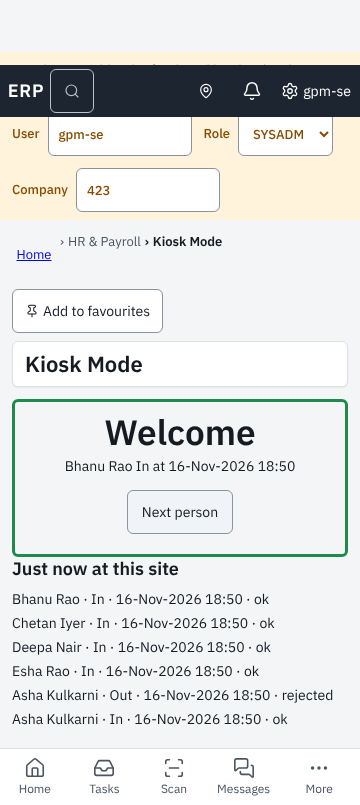 ERP
gpm-se
User
gpm-se
Role
SYSADM
Company
423
Home › HR & Payroll › Kiosk Mode
Add to favourites
Kiosk Mode
Welcome
Bhanu Rao In at 16-Nov-2026 18:50
Next person
Just now at this site
Bhanu Rao · In · 16-Nov-2026 18:50 · ok
Chetan Iyer · In · 16-Nov-2026 18:50 · ok
Deepa Nair · In · 16-Nov-2026 18:50 · ok
Esha Rao · In · 16-Nov-2026 18:50 · ok
Asha Kulkarni · Out · 16-Nov-2026 18:50 · rejected
Asha Kulkarni · In · 16-Nov-2026 18:50 · ok
Home
Tasks
Scan
Messages
More